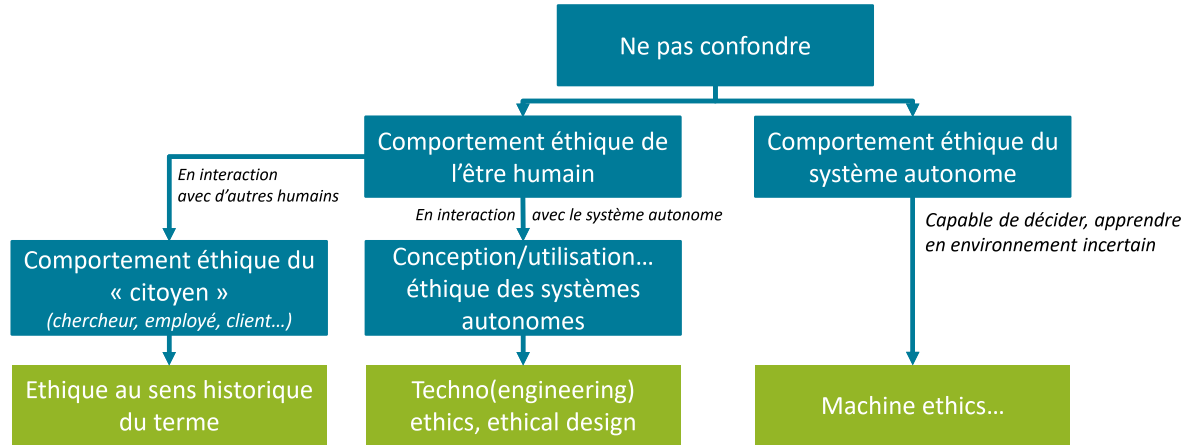 Ne pas confondre
Comportement éthique de
l’être humain
Comportement éthique du
système autonome
En interaction
avec d’autres humains
En interaction avec le système autonome
Capable de décider, apprendre
en environnement incertain
Comportement éthique du
« citoyen »
(chercheur, employé, client…)
Conception/utilisation…
éthique des systèmes
autonomes
Ethique au sens historique
du terme
Techno(engineering)
ethics, ethical design
Machine ethics…